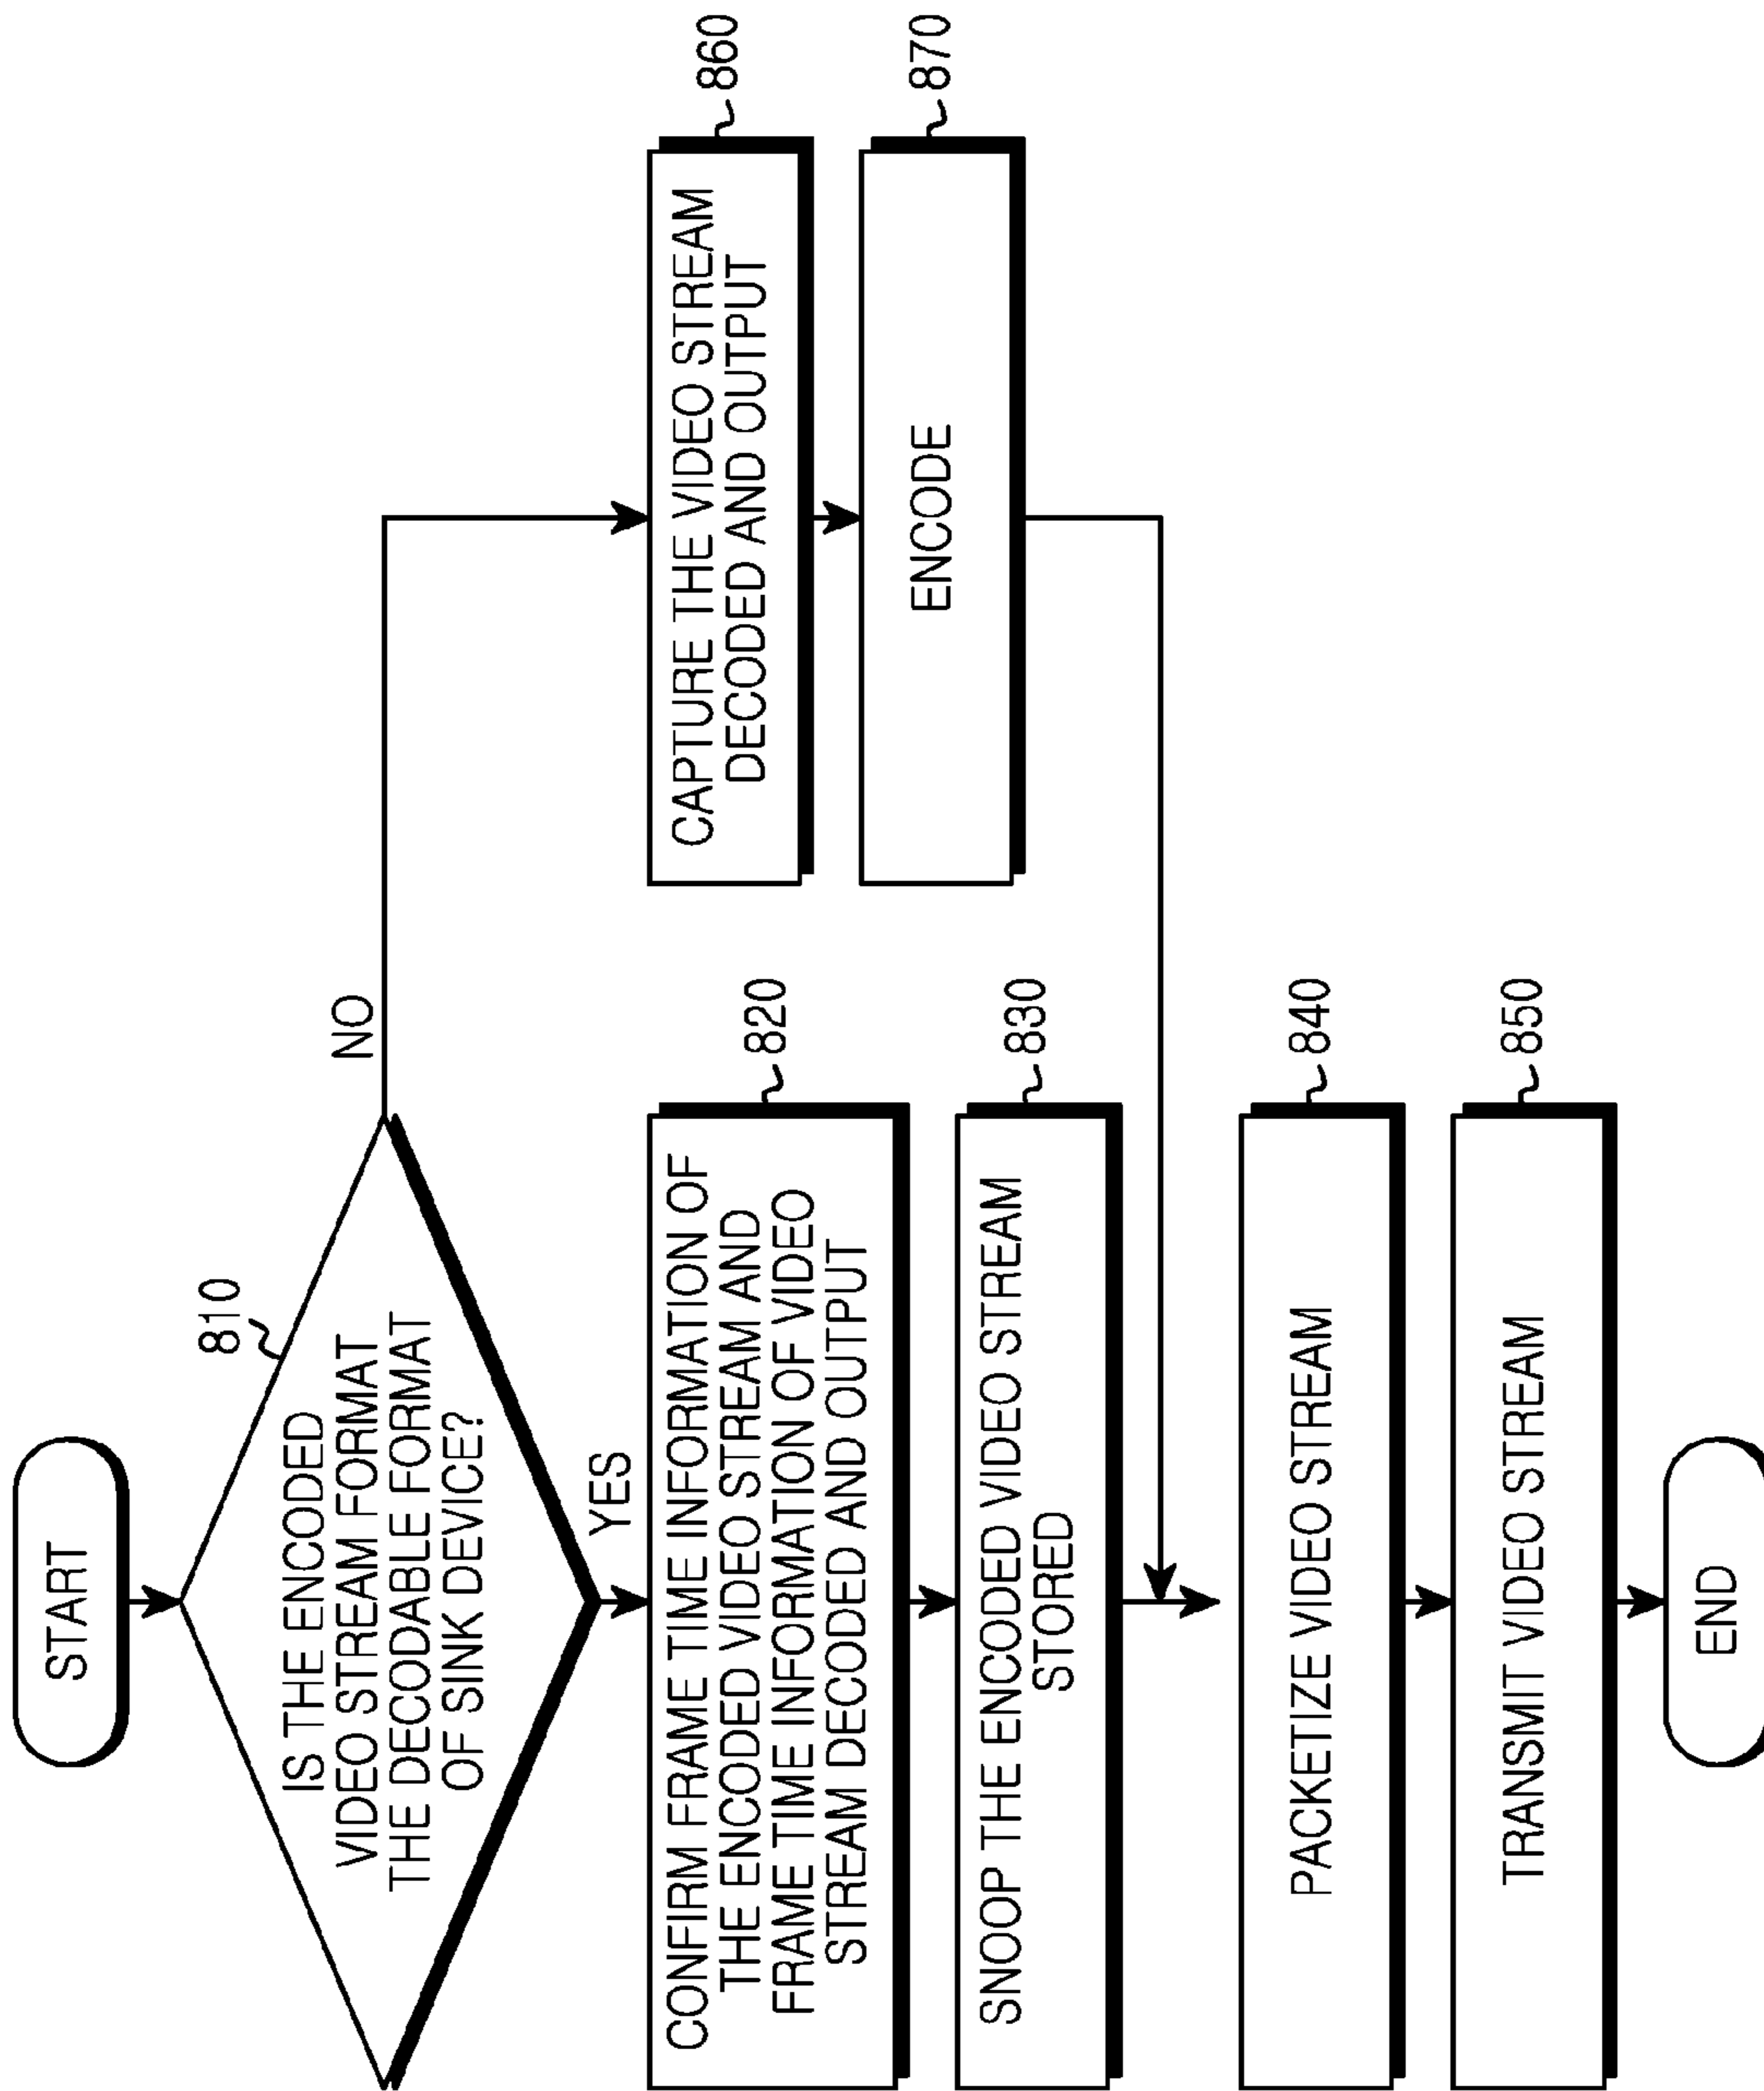 START
810
IS THE ENCODED
VIDEO STREAM FORMAT
THE DECODABLE FORMAT
OF SINK DEVICE?
NO
YES
CONFIRM FRAME TIME INFORMATION OF
THE ENCODED VIDEO STREAM AND
FRAME TIME INFORMATION OF VIDEO
STREAM DECODED AND OUTPUT
820
SNOOP THE ENCODED VIDEO STREAM
STORED
830
CAPTURE THE VIDEO STREAM
DECODED AND OUTPUT
860
ENCODE
870
PACKETIZE VIDEO STREAM
840
TRANSMIT VIDEO STREAM
850
END